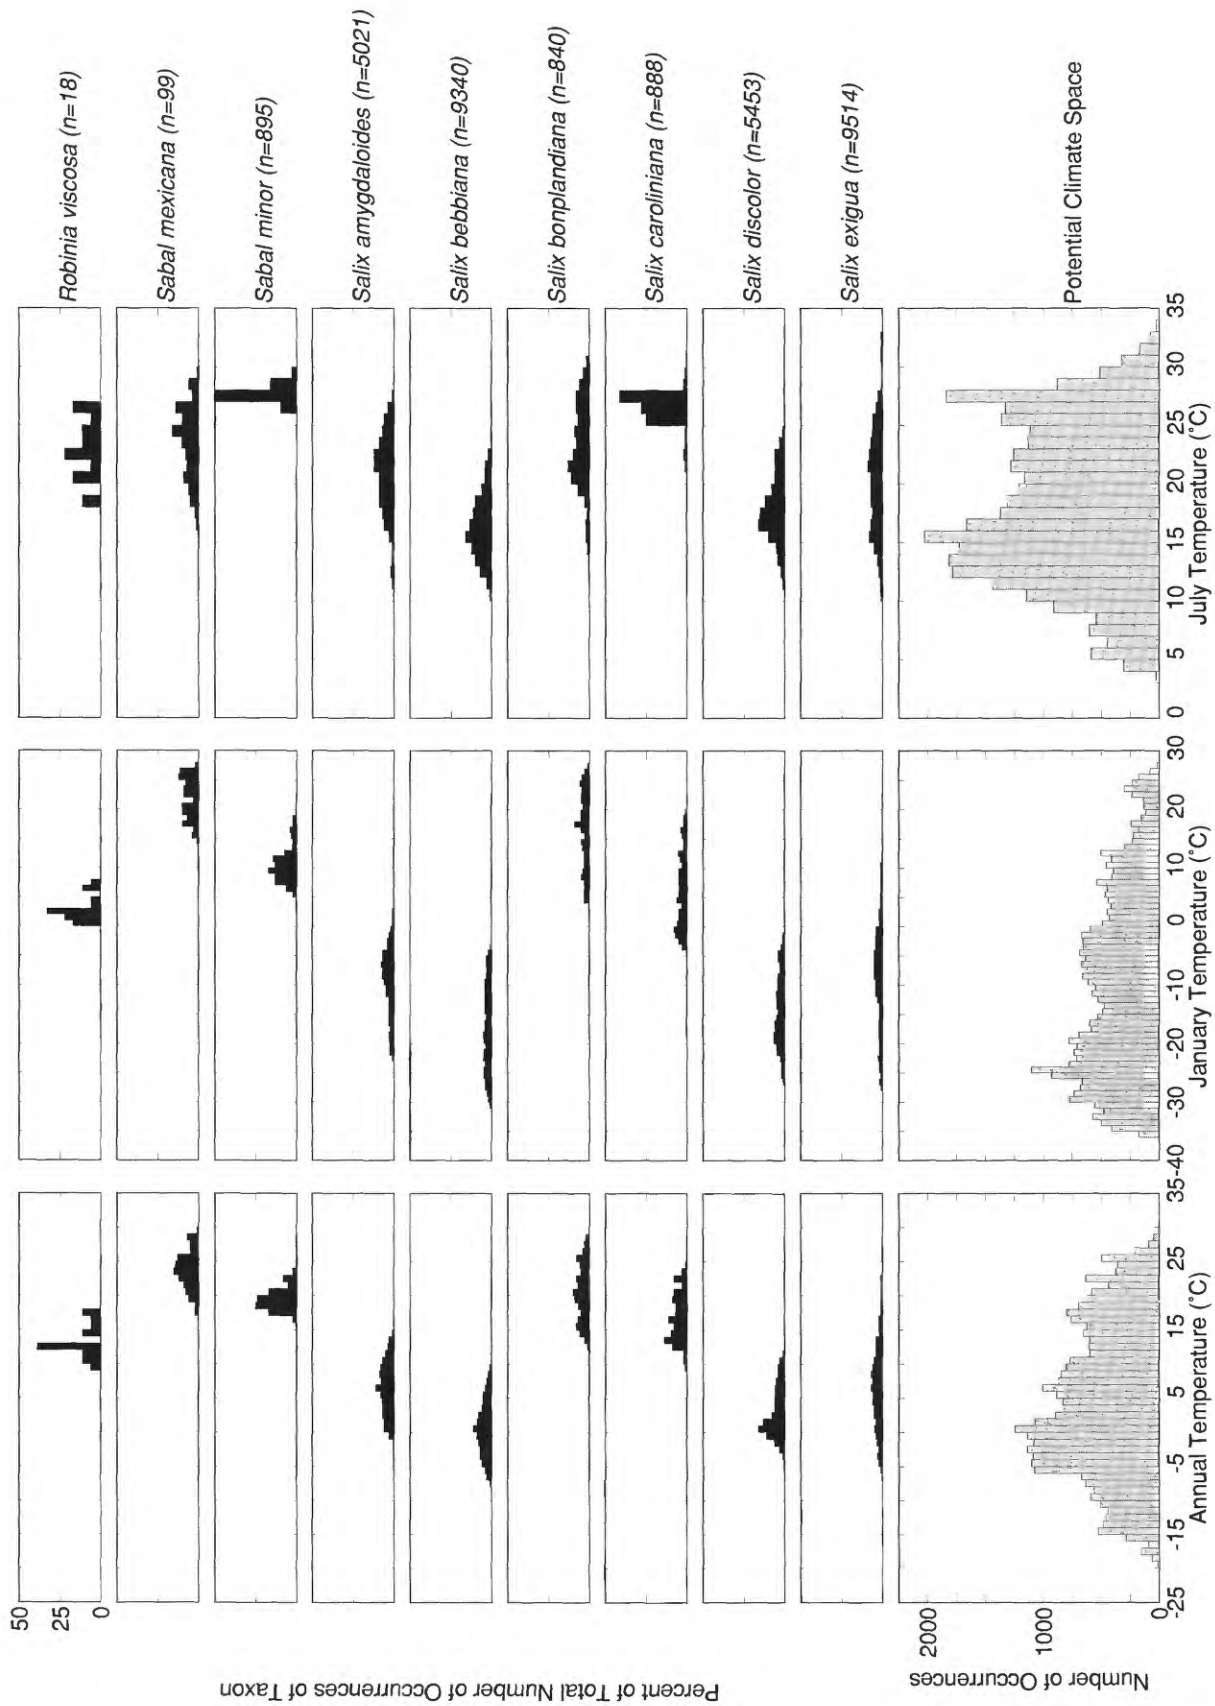 Percent of Total Number of Occurrences of Taxon
50
25
0
Robinia viscosa (n=18)
Sabal mexicana (n=99)
Sabal minor (n=895)
Salix amygdaloides (n=5021)
Salix bebbiana (n=9340)
Salix bonplandiana (n=840)
Salix caroliniana (n=888)
Salix discolor (n=5453)
Salix exigua (n=9514)
Potential Climate Space
Number of Occurrences
2000
1000
0
-25 -15 -5 5 15 25 35
Annual Temperature (°C)
-40 -30 -20 -10 0 10 20 30
January Temperature (°C)
0 5 10 15 20 25 30 35
July Temperature (°C)